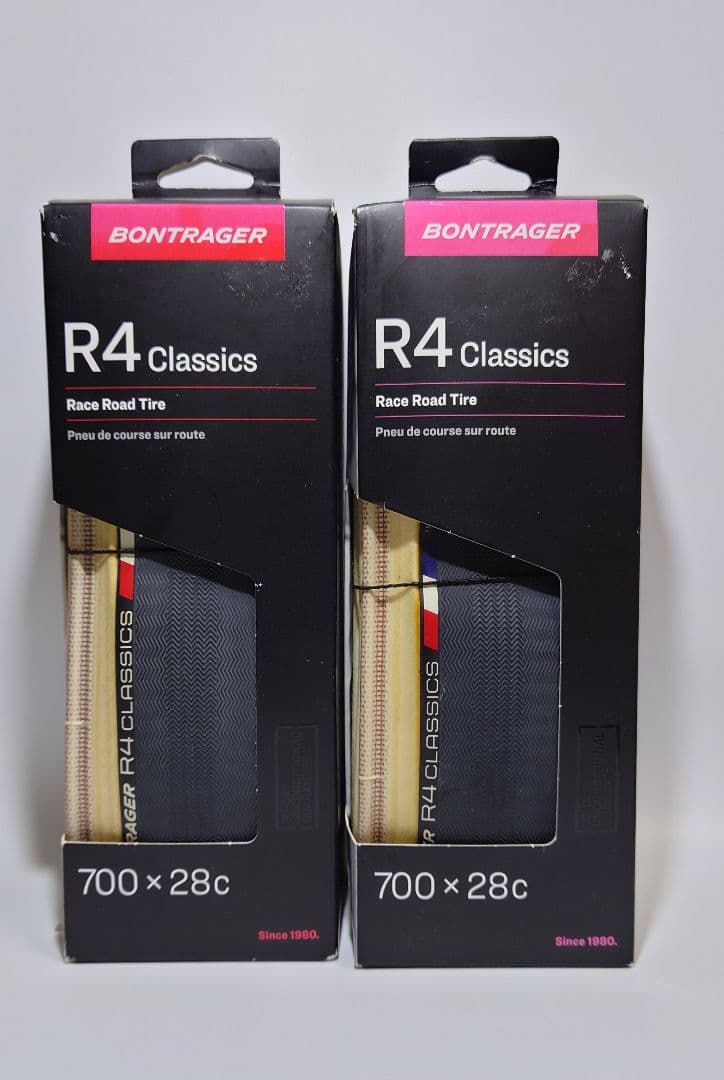 BONTRAGER
R4 Classics
Race Road Tire
Pneu de course sur route
RAGER R4 CLASSICS
700 × 28c
Since 1980.
BONTRAGER
R4 Classics
Race Road Tire
Pneu de course sur route
R R4 CLASSICS
700 × 28c
Since 1980.